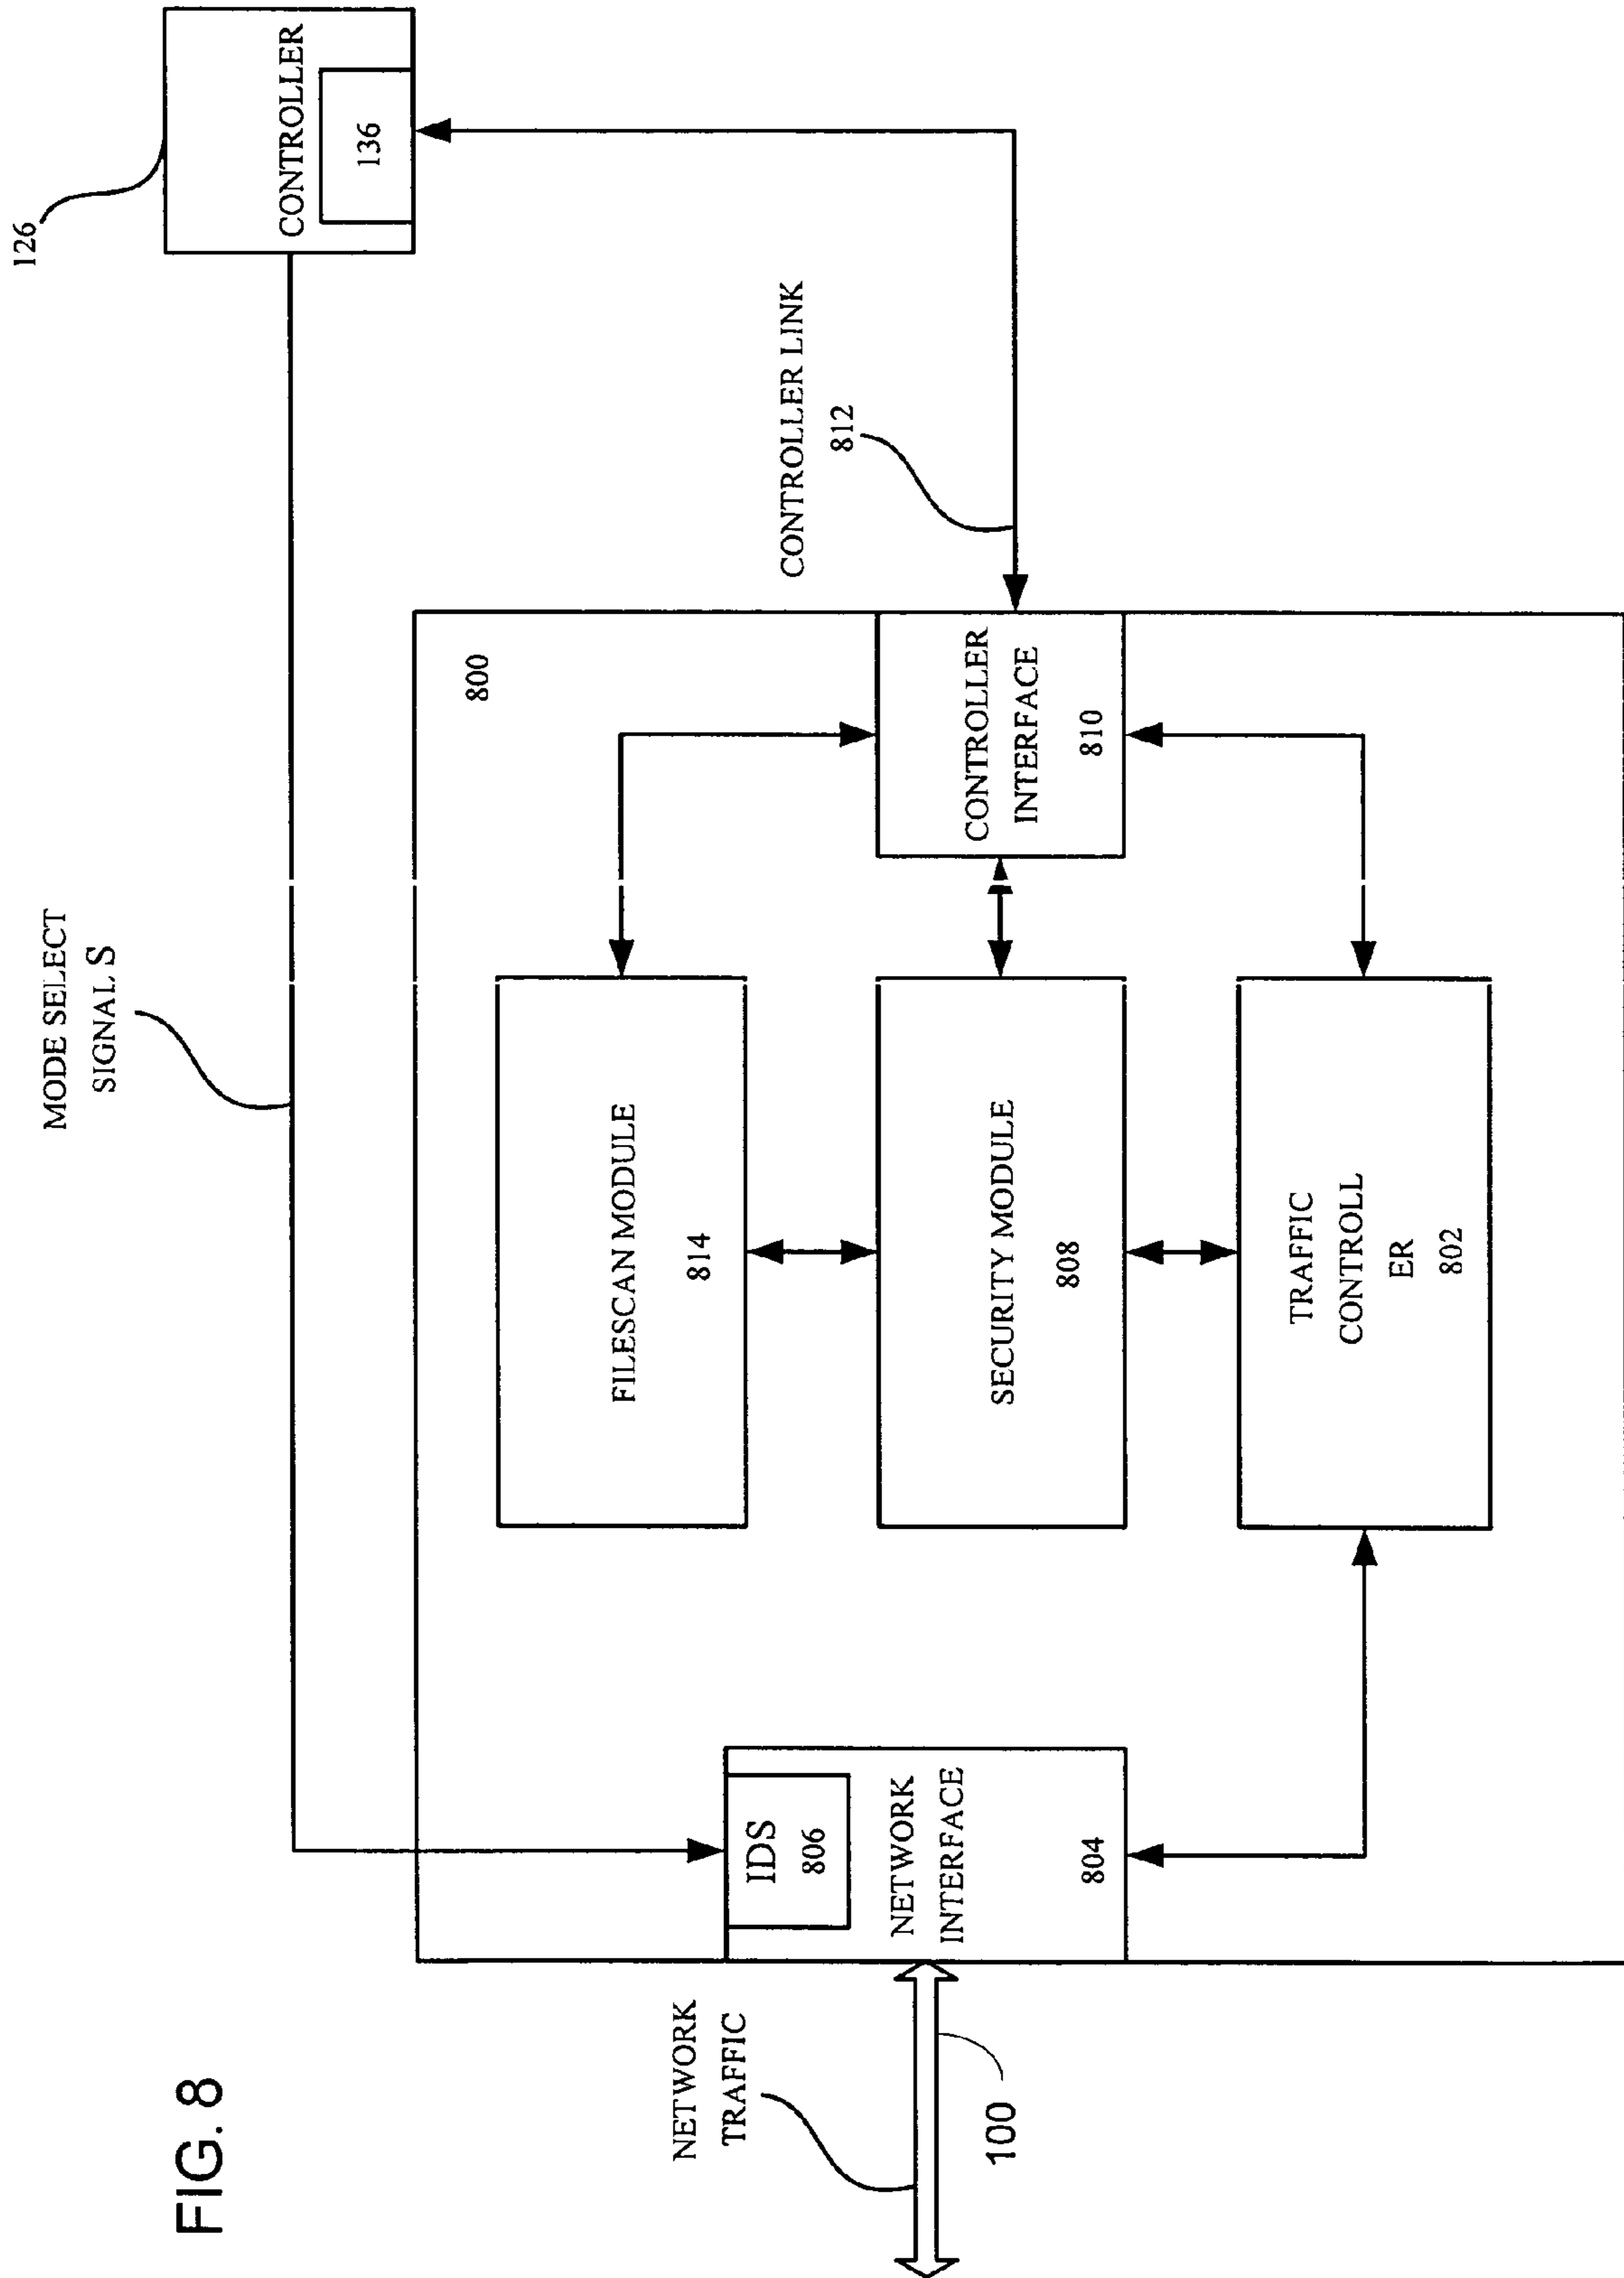 FIG. 8
MODE SELECT
SIGNAL S
126
CONTROLLER
136
NETWORK
TRAFFIC
100
IDS
806
NETWORK
INTERFACE
804
800
FILESCAN MODULE
814
SECURITY MODULE
808
TRAFFIC
CONTROLL
ER
802
CONTROLLER
INTERFACE
810
CONTROLLER LINK
812